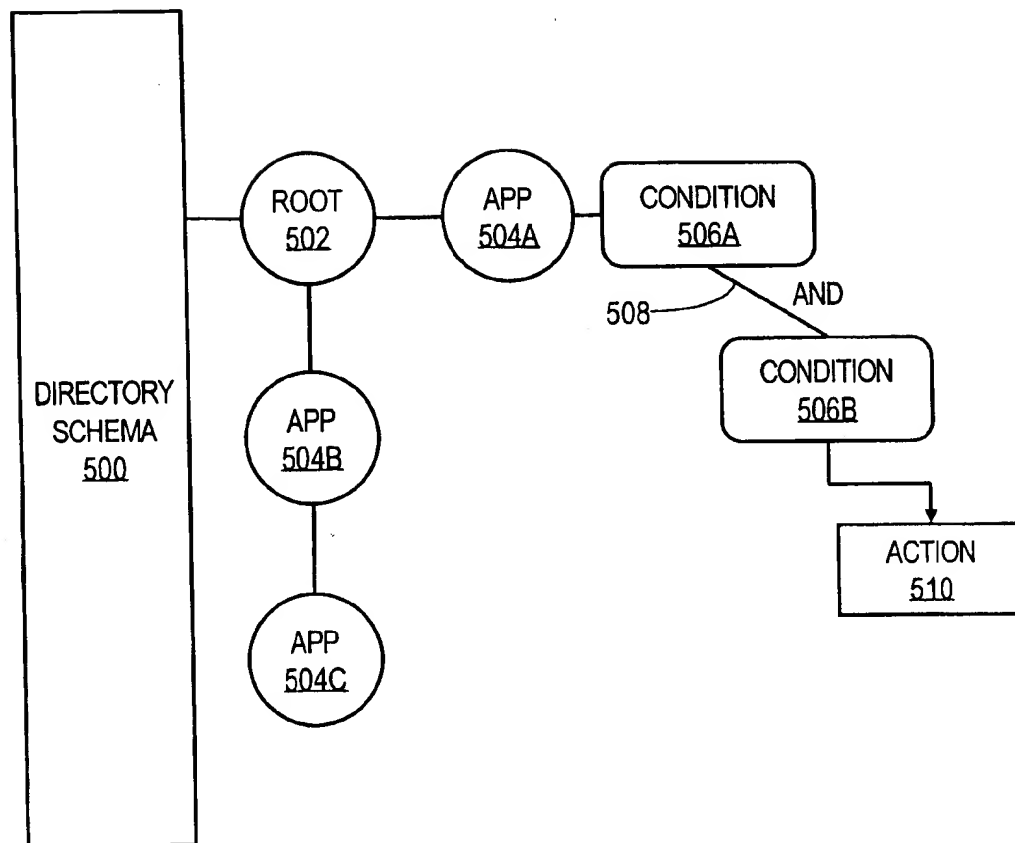 DIRECTORY
SCHEMA
500
ROOT
502
APP
504A
CONDITION
506A
508
AND
CONDITION
506B
APP
504B
ACTION
510
APP
504C